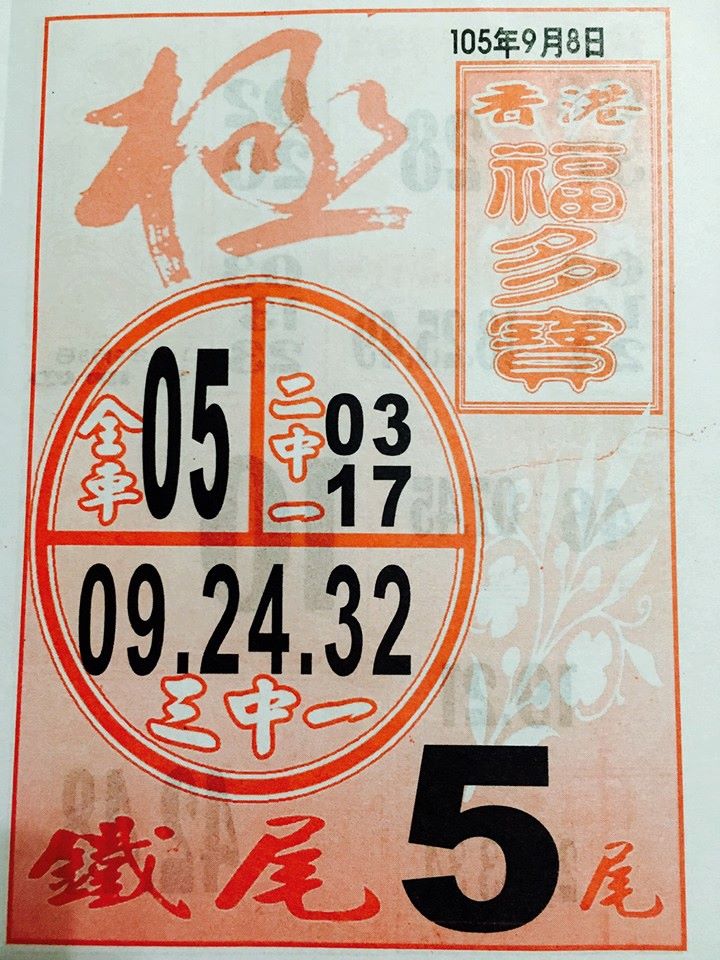 105年9月8日
極
香港
福多寶
全車
05
二中一
03
17
09.24.32
三中一
鐵尾 5尾